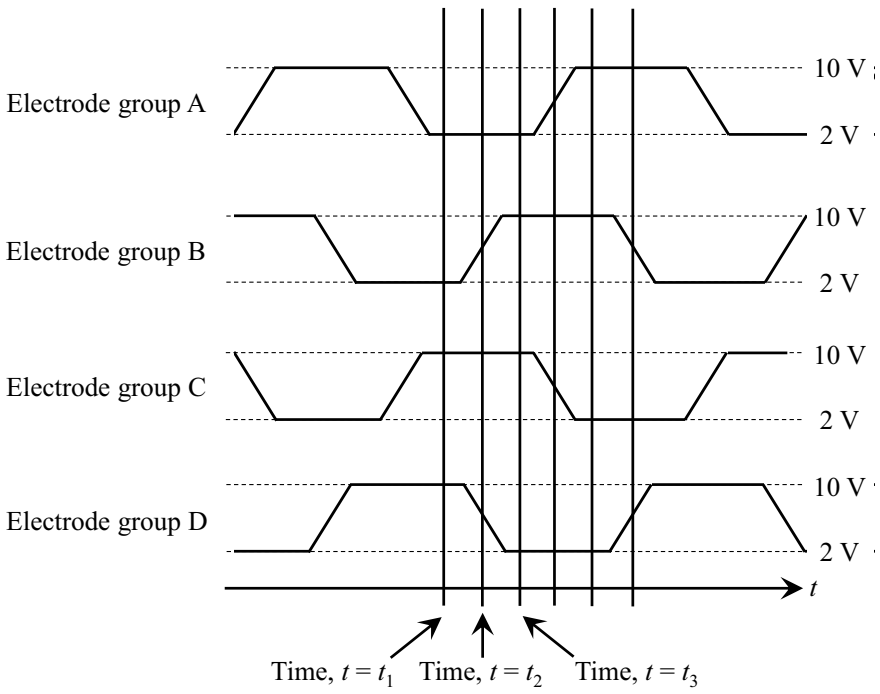 10 V
Electrode group A
2 V
10 V
Electrode group B
2 V
10 V
Electrode group C
2 V
10 V
Electrode group D
2 V
t
Time, t = t1 Time, t = t2 Time, t = t3